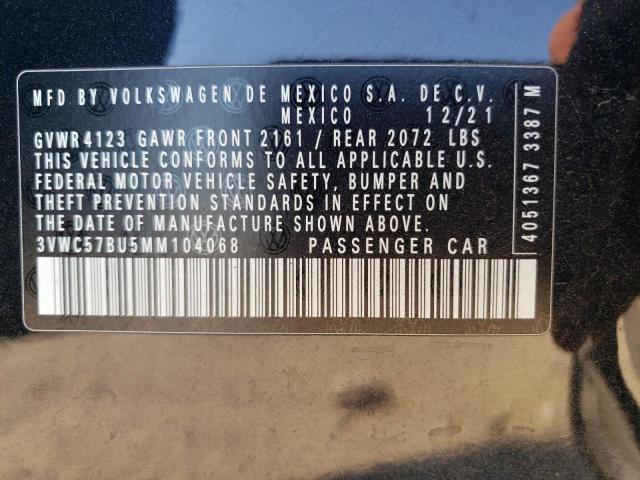 MFD BY VOLKSWAGEN DE MEXICO S.A. DE C.V.
MEXICO 12/21
GVWR 4123 GAWR FRONT 2161 / REAR 2072 LBS
THIS VEHICLE CONFORMS TO ALL APPLICABLE U.S.
FEDERAL MOTOR VEHICLE SAFETY, BUMPER AND
THEFT PREVENTION STANDARDS IN EFFECT ON
THE DATE OF MANUFACTURE SHOWN ABOVE.
3VWC57BU5MM104068 PASSENGER CAR
4051367 3387 M